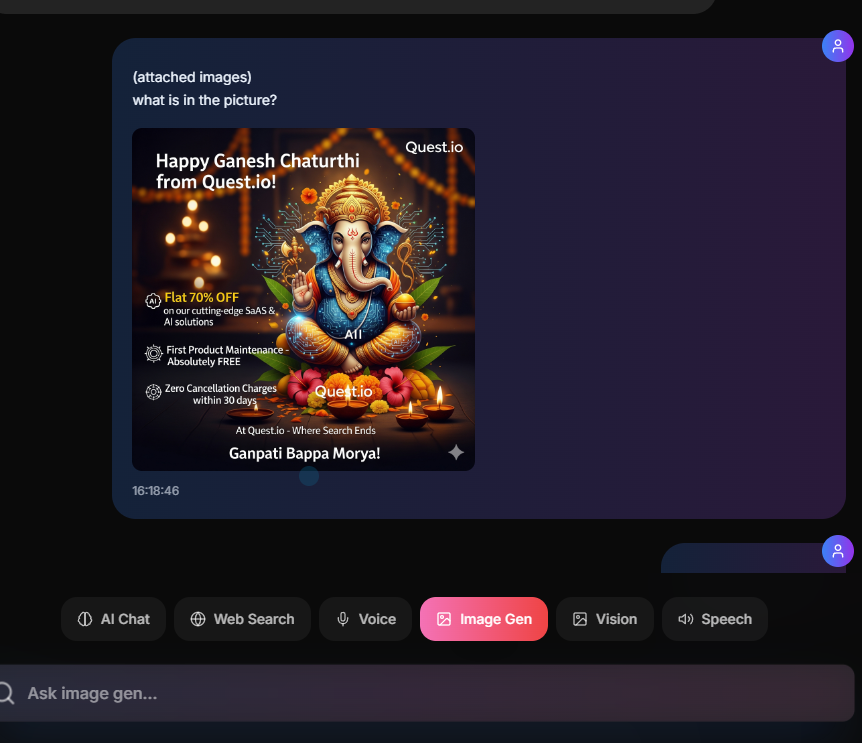 (attached images)
what is in the picture?
Quest.io
Happy Ganesh Chaturthi
from Quest.io!
AI
Flat 70% OFF
on our cutting-edge SaaS &
AI solutions
First Product Maintenance -
Absolutely FREE
Zero Cancellation Charges
within 30 days
AII
Quest.io
At Quest.io - Where Search Ends
Ganpati Bappa Morya!
16:18:46
AI Chat
Web Search
Voice
Image Gen
Vision
Speech
Ask image gen...